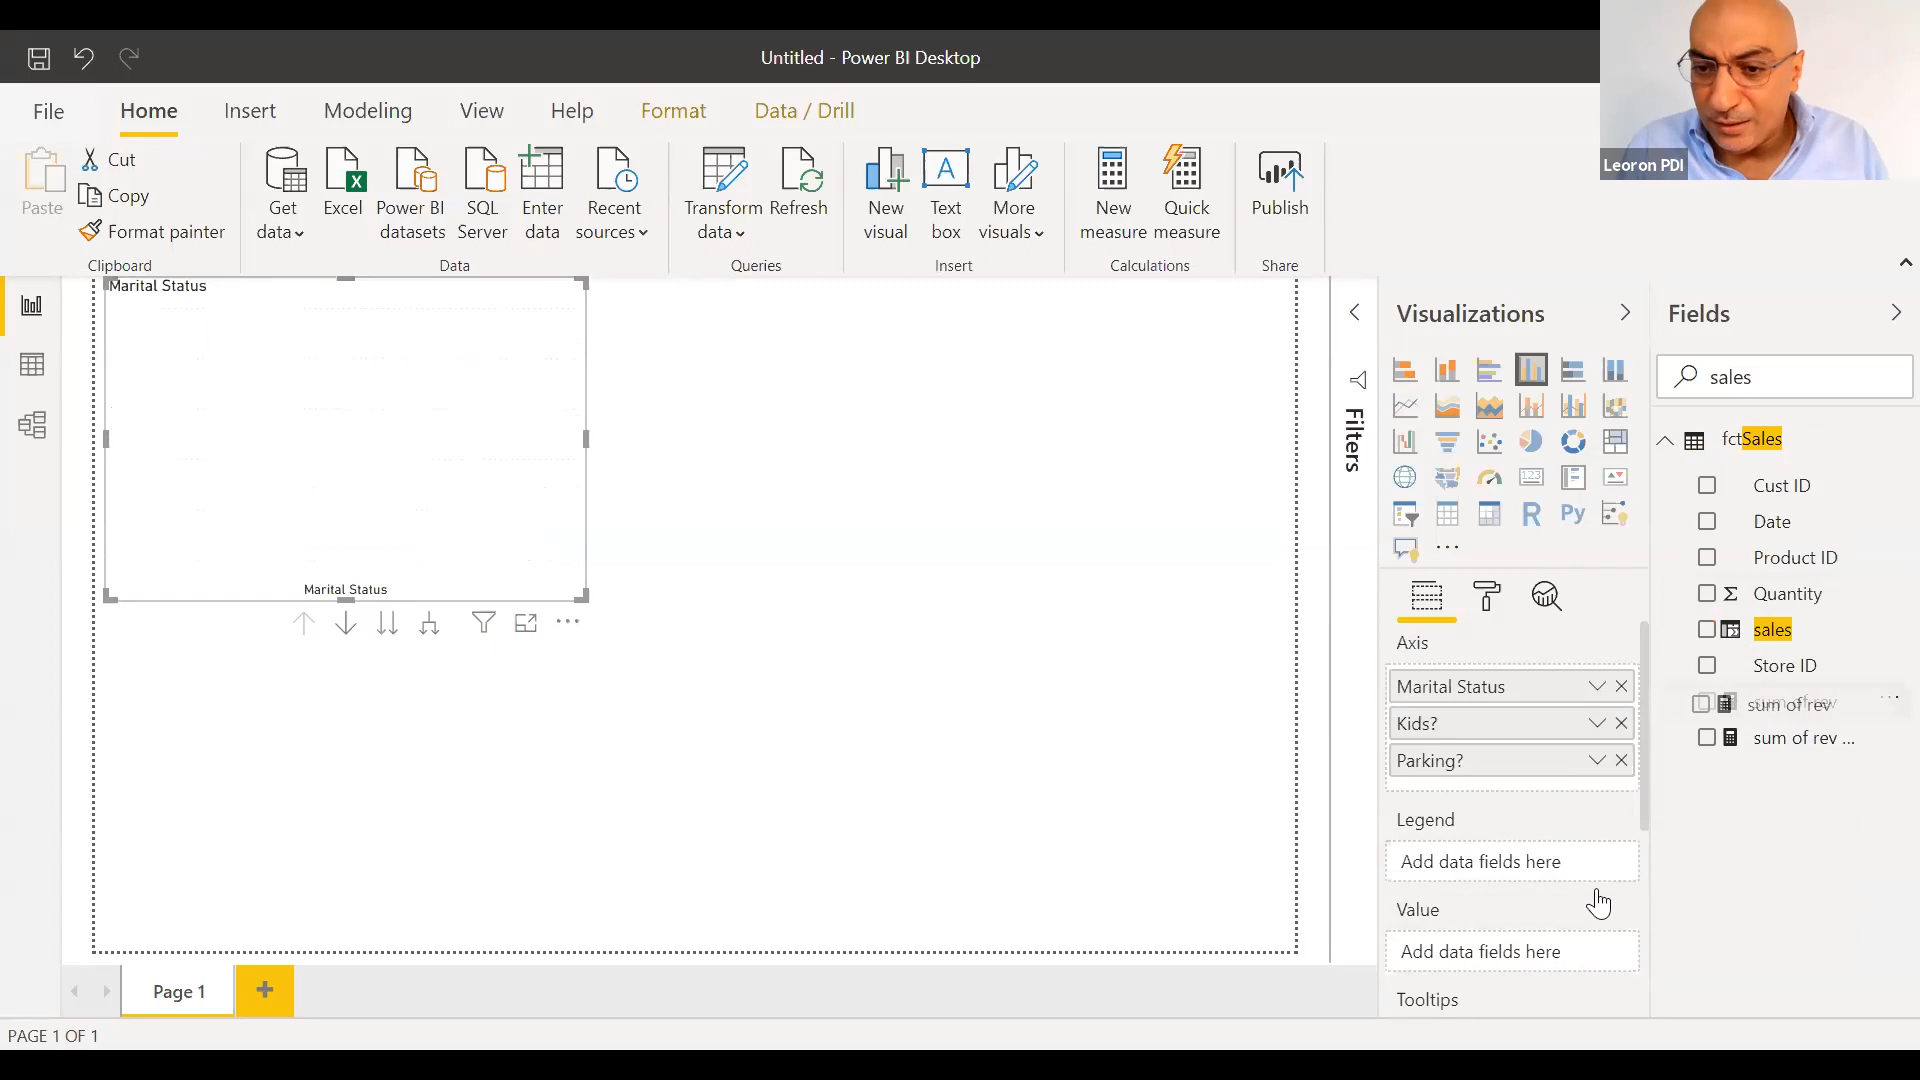 Untitled - Power BI Desktop
File
Home
Insert
Modeling
View
Help
Format
Data / Drill
Paste
Cut
Copy
Format painter
Clipboard
Get
data
Excel
Power BI
datasets
SQL
Server
Enter
data
Recent
sources
Data
Transform
data
Refresh
Queries
New
visual
Text
box
More
visuals
Insert
New
measure
Quick
measure
Calculations
Publish
Share
Leoron PDI
Marital Status
Marital Status
Filters
Visualizations
R
Py
123
Axis
Marital Status
Kids?
Parking?
Legend
Add data fields here
Value
Add data fields here
Tooltips
Fields
sales
fctSales
Cust ID
Date
Product ID
Σ Quantity
sales
Store ID
sum of rev
sum of rev ...
Page 1
PAGE 1 OF 1